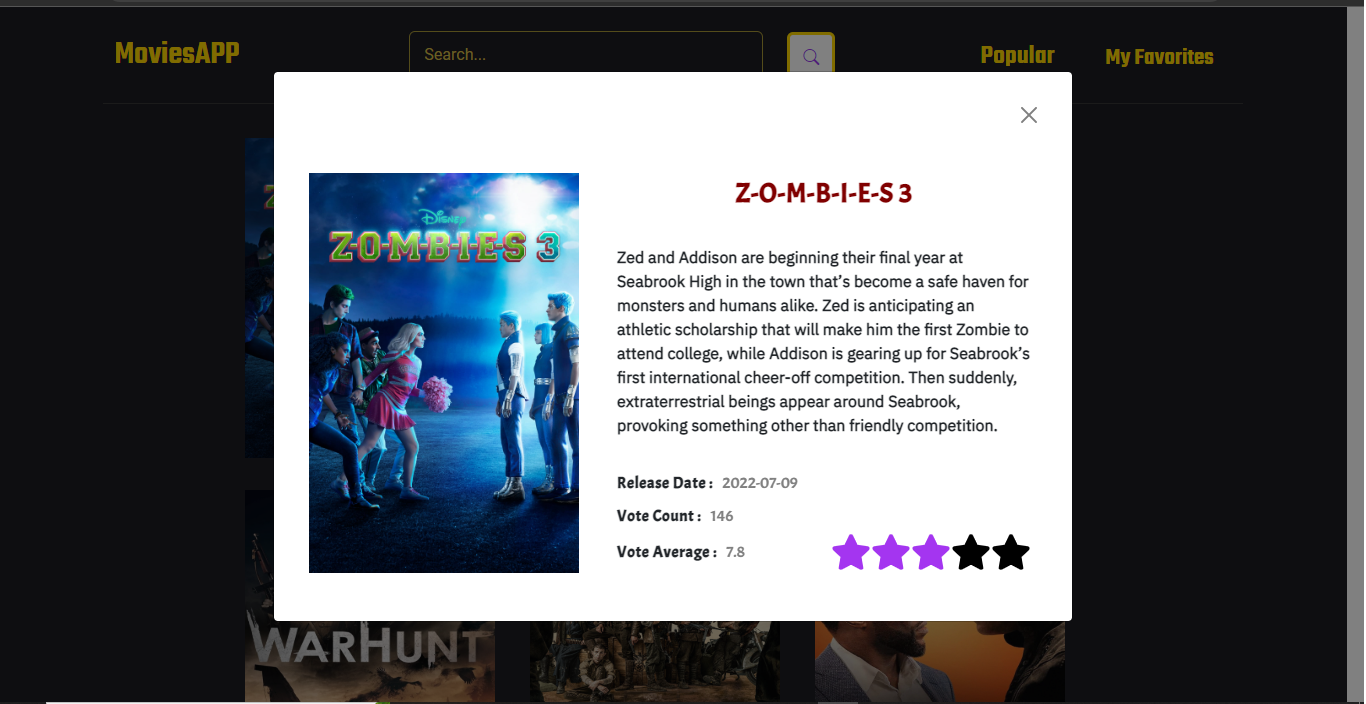 MoviesAPP
Search...
Popular
My Favorites
Disney
Z-O-M-B-I-E-S 3
Z-O-M-B-I-E-S 3
Zed and Addison are beginning their final year at
Seabrook High in the town that’s become a safe haven for
monsters and humans alike. Zed is anticipating an
athletic scholarship that will make him the first Zombie to
attend college, while Addison is gearing up for Seabrook’s
first international cheer-off competition. Then suddenly,
extraterrestrial beings appear around Seabrook,
provoking something other than friendly competition.
Release Date : 2022-07-09
Vote Count : 146
Vote Average : 7.8
WARHUNT